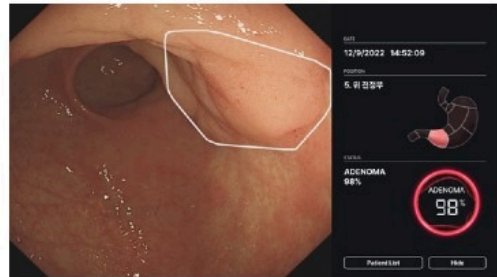 DATE
12/9/2022 14:52:09
POSITION
5. 위 전정부
STATUS
ADENOMA
98%
ADENOMA
98%
Patient List
Hide